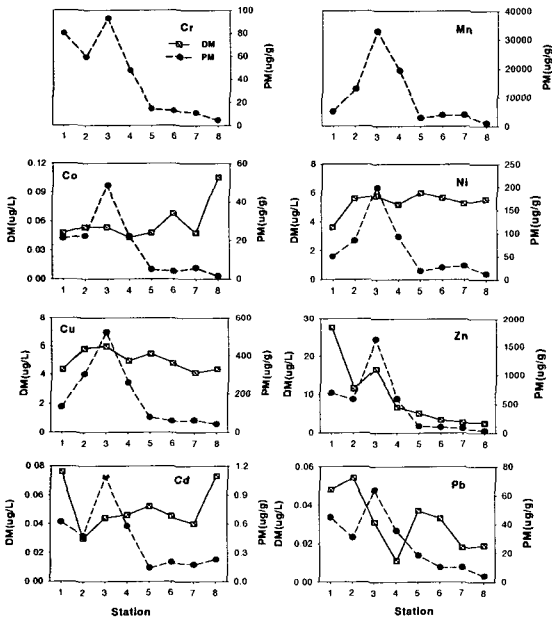 Cr
DM
PM
100
80
60
40
20
0
PM(ug/g)
1 2 3 4 5 6 7 8
Mn
40000
30000
20000
10000
0
PM(ug/g)
1 2 3 4 5 6 7 8
Co
DM(ug/L)
0.12
0.09
0.06
0.03
0.00
60
40
20
0
PM(ug/g)
1 2 3 4 5 6 7 8
Ni
DM(ug/L)
8
6
4
2
0
250
200
150
100
50
0
PM(ug/g)
1 2 3 4 5 6 7 8
Cu
DM(ug/L)
8
6
4
2
0
600
400
300
200
100
0
PM(ug/g)
1 2 3 4 5 6 7 8
Zn
DM(ug/L)
30
20
10
0
2000
1500
1000
500
0
PM(ug/g)
1 2 3 4 5 6 7 8
Cd
DM(ug/L)
0.08
0.06
0.04
0.02
0 00
1.2
0.9
0.6
0.3
0.0
PM(ug/g)
1 2 3 4 5 6 7 8
Station
Pb
DM(ug/L)
0.06
0.04
0.02
0 00
80
60
40
20
0
PM(ug/g)
1 2 3 4 5 6 7 8
Station